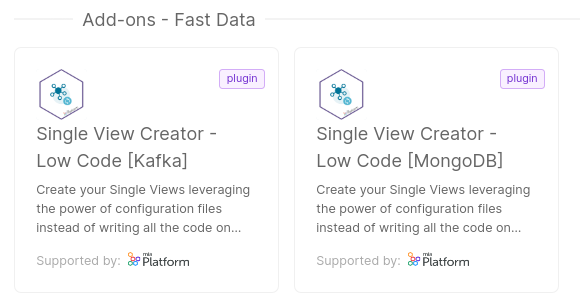 Add-ons - Fast Data
plugin
Single View Creator -
Low Code [Kafka]
Create your Single Views leveraging
the power of configuration files
instead of writing all the code on...
Supported by: mia Platform
plugin
Single View Creator -
Low Code [MongoDB]
Create your Single Views leveraging
the power of configuration files
instead of writing all the code on...
Supported by: mia Platform